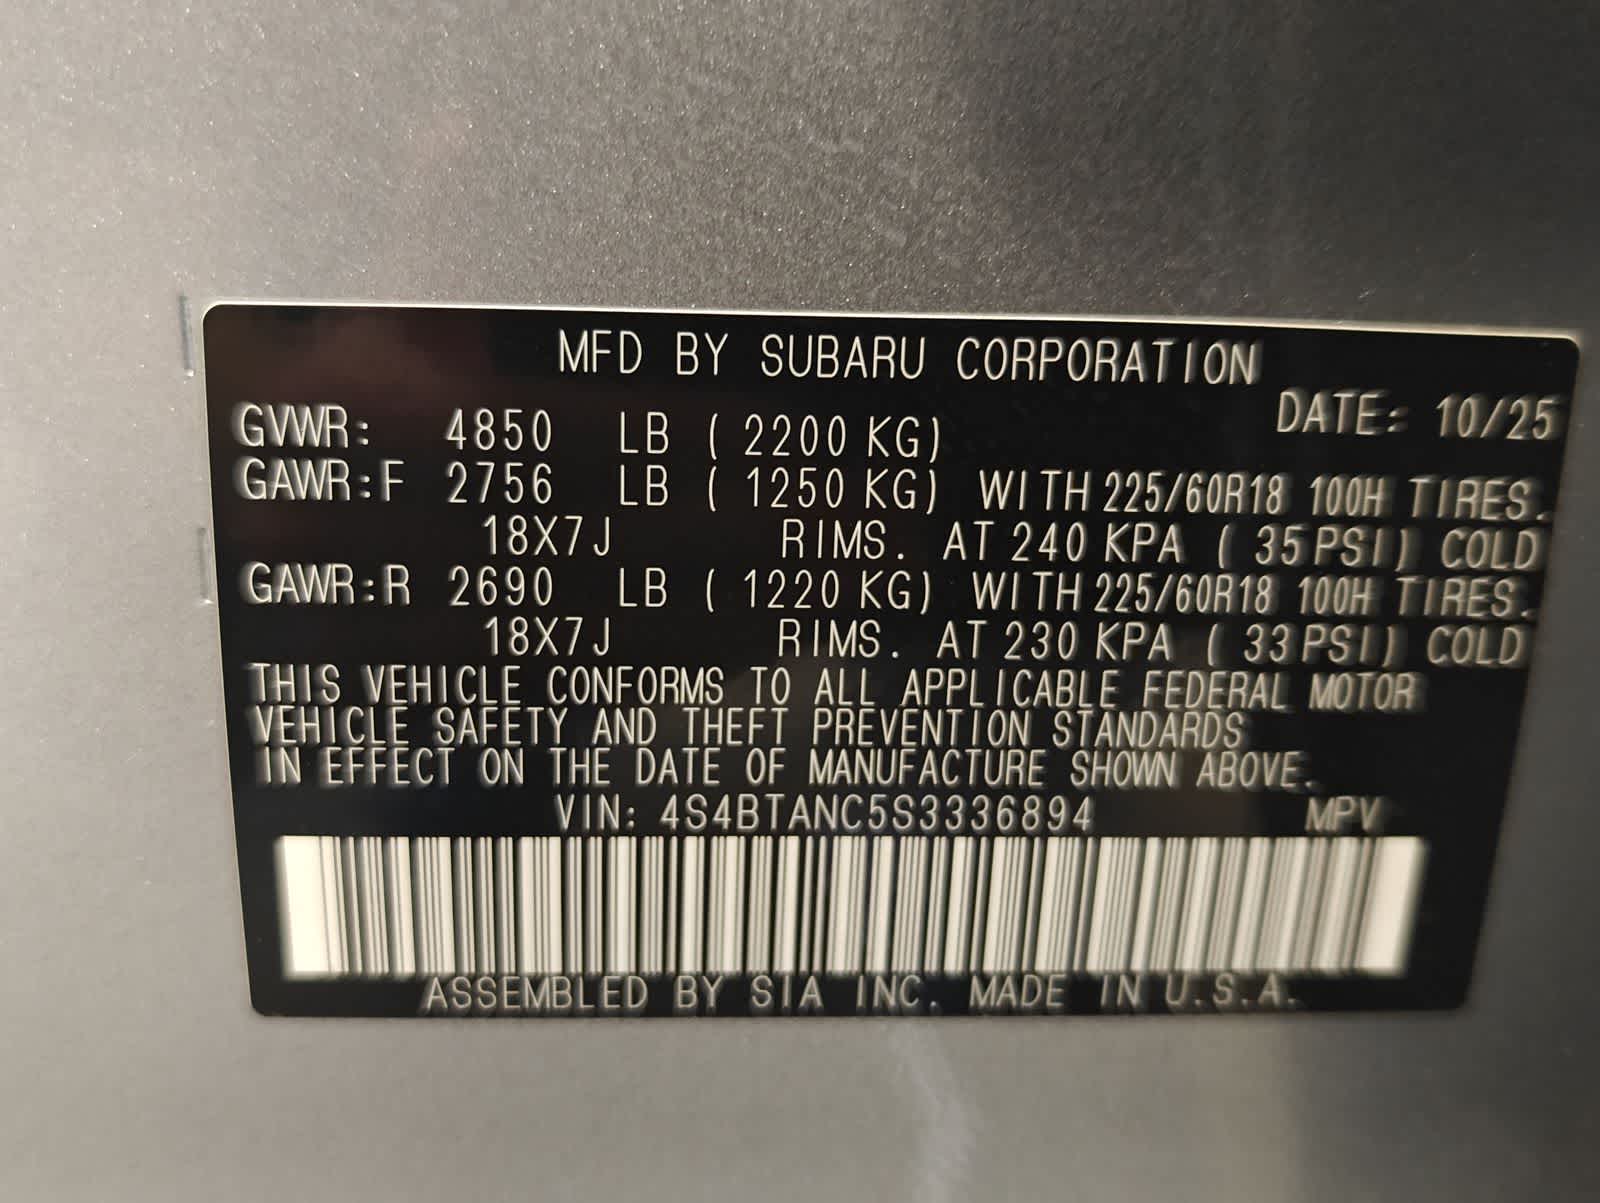 MFD BY SUBARU CORPORATION
DATE: 10/25
GVWR: 4850 LB ( 2200 KG)
GAWR:F 2756 LB ( 1250 KG) WITH 225/60R18 100H TIRES.
18X7J RIMS. AT 240 KPA ( 35PSI) COLD
GAWR:R 2690 LB ( 1220 KG) WITH 225/60R18 100H TIRES.
18X7J RIMS. AT 230 KPA ( 33PSI) COLD
THIS VEHICLE CONFORMS TO ALL APPLICABLE FEDERAL MOTOR
VEHICLE SAFETY AND THEFT PREVENTION STANDARDS
IN EFFECT ON THE DATE OF MANUFACTURE SHOWN ABOVE.
VIN: 4S4BTANC5S3336894 MPV
ASSEMBLED BY SIA INC. MADE IN U.S.A.